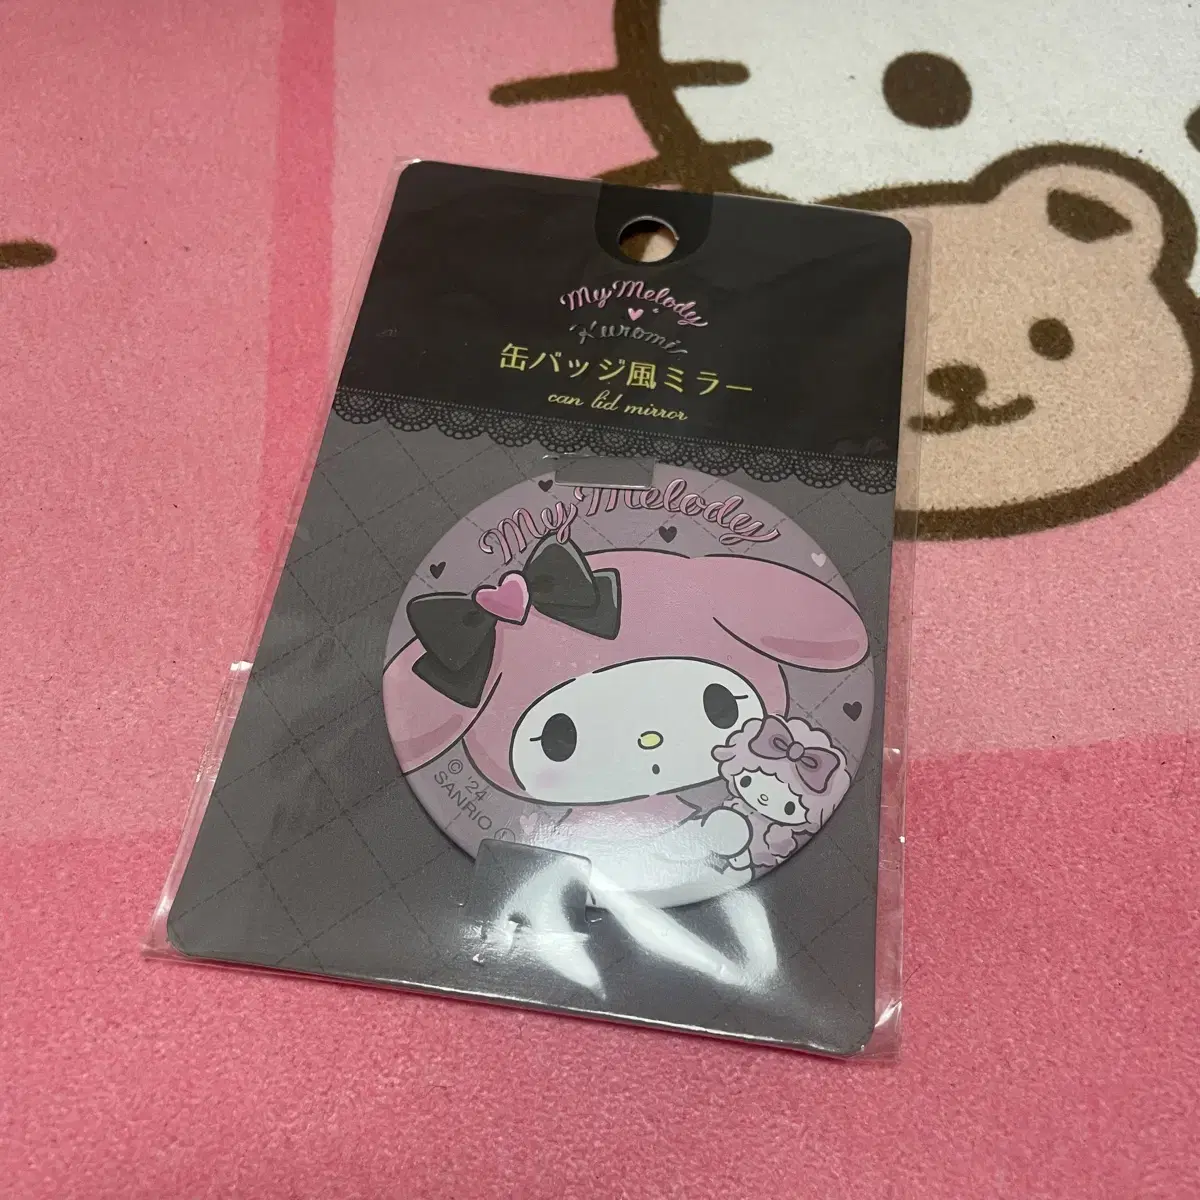 My Melody
Kuromi
缶バッジ風ミラー
can lid mirror
My Melody
© '24
SANRIO